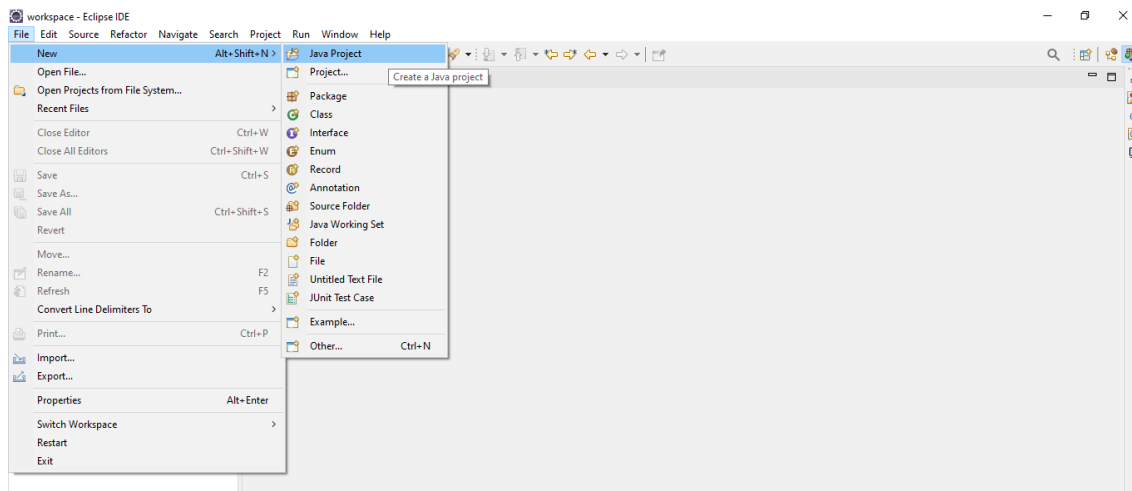 workspace - Eclipse IDE
File Edit Source Refactor Navigate Search Project Run Window Help
New Alt+Shift+N >
Open File...
Open Projects from File System...
Recent Files >
Close Editor Ctrl+W
Close All Editors Ctrl+Shift+W
Save Ctrl+S
Save As...
Save All Ctrl+Shift+S
Revert
Move...
Rename... F2
Refresh F5
Convert Line Delimiters To >
Print... Ctrl+P
Import...
Export...
Properties Alt+Enter
Switch Workspace >
Restart
Exit
Java Project
Project...
Create a Java project
Package
Class
Interface
Enum
Record
Annotation
Source Folder
Java Working Set
Folder
File
Untitled Text File
JUnit Test Case
Example...
Other... Ctrl+N